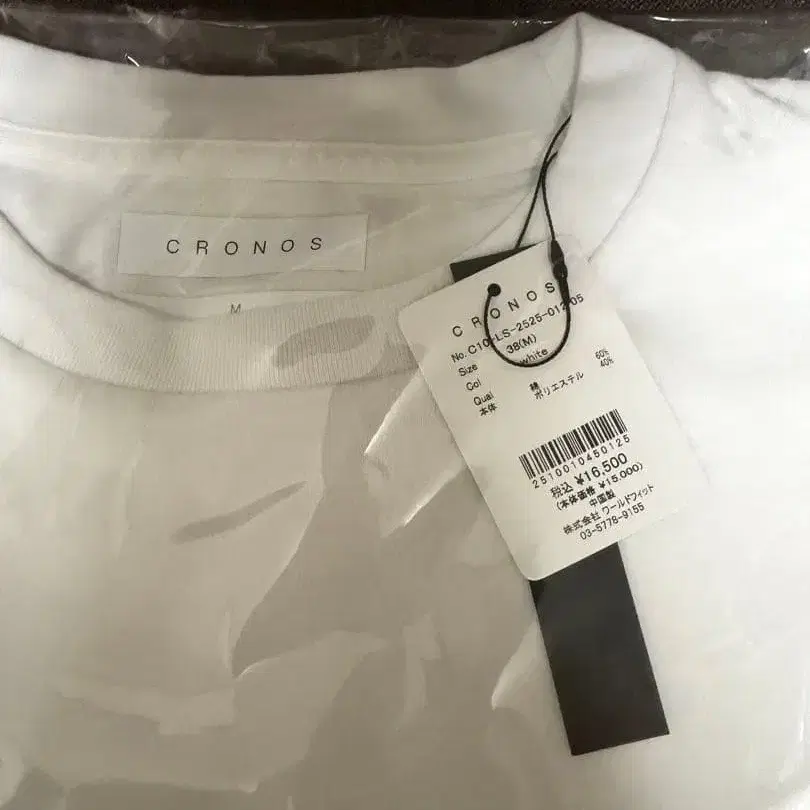 CRONOS
M
CRONOS
No. C10-LS-2525-012-05
Size 38(M)
Col white
Qual
本体 綿 60%
ポリエステル 40%
2510010450125
税込 ¥16,500
(本体価格 ¥15,000)
中国製
株式会社 ワールドフィット
03-5778-9155